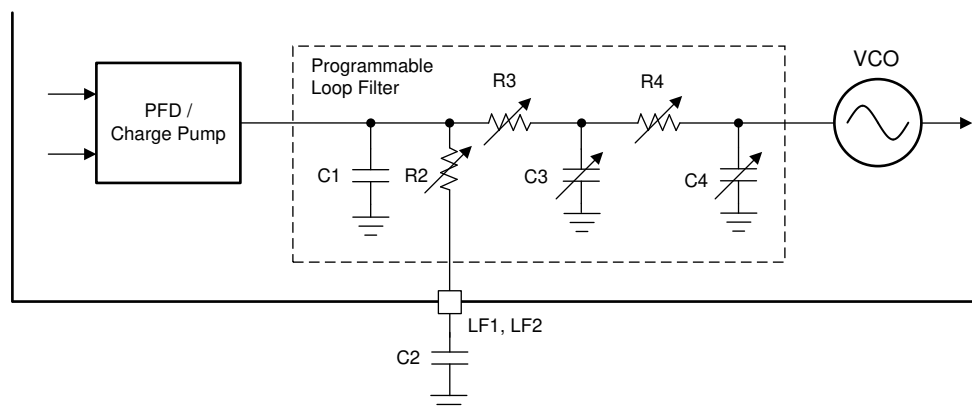 Programmable
Loop Filter
VCO
R3
R4
PFD /
Charge Pump
C1
R2
C3
C4
LF1, LF2
C2